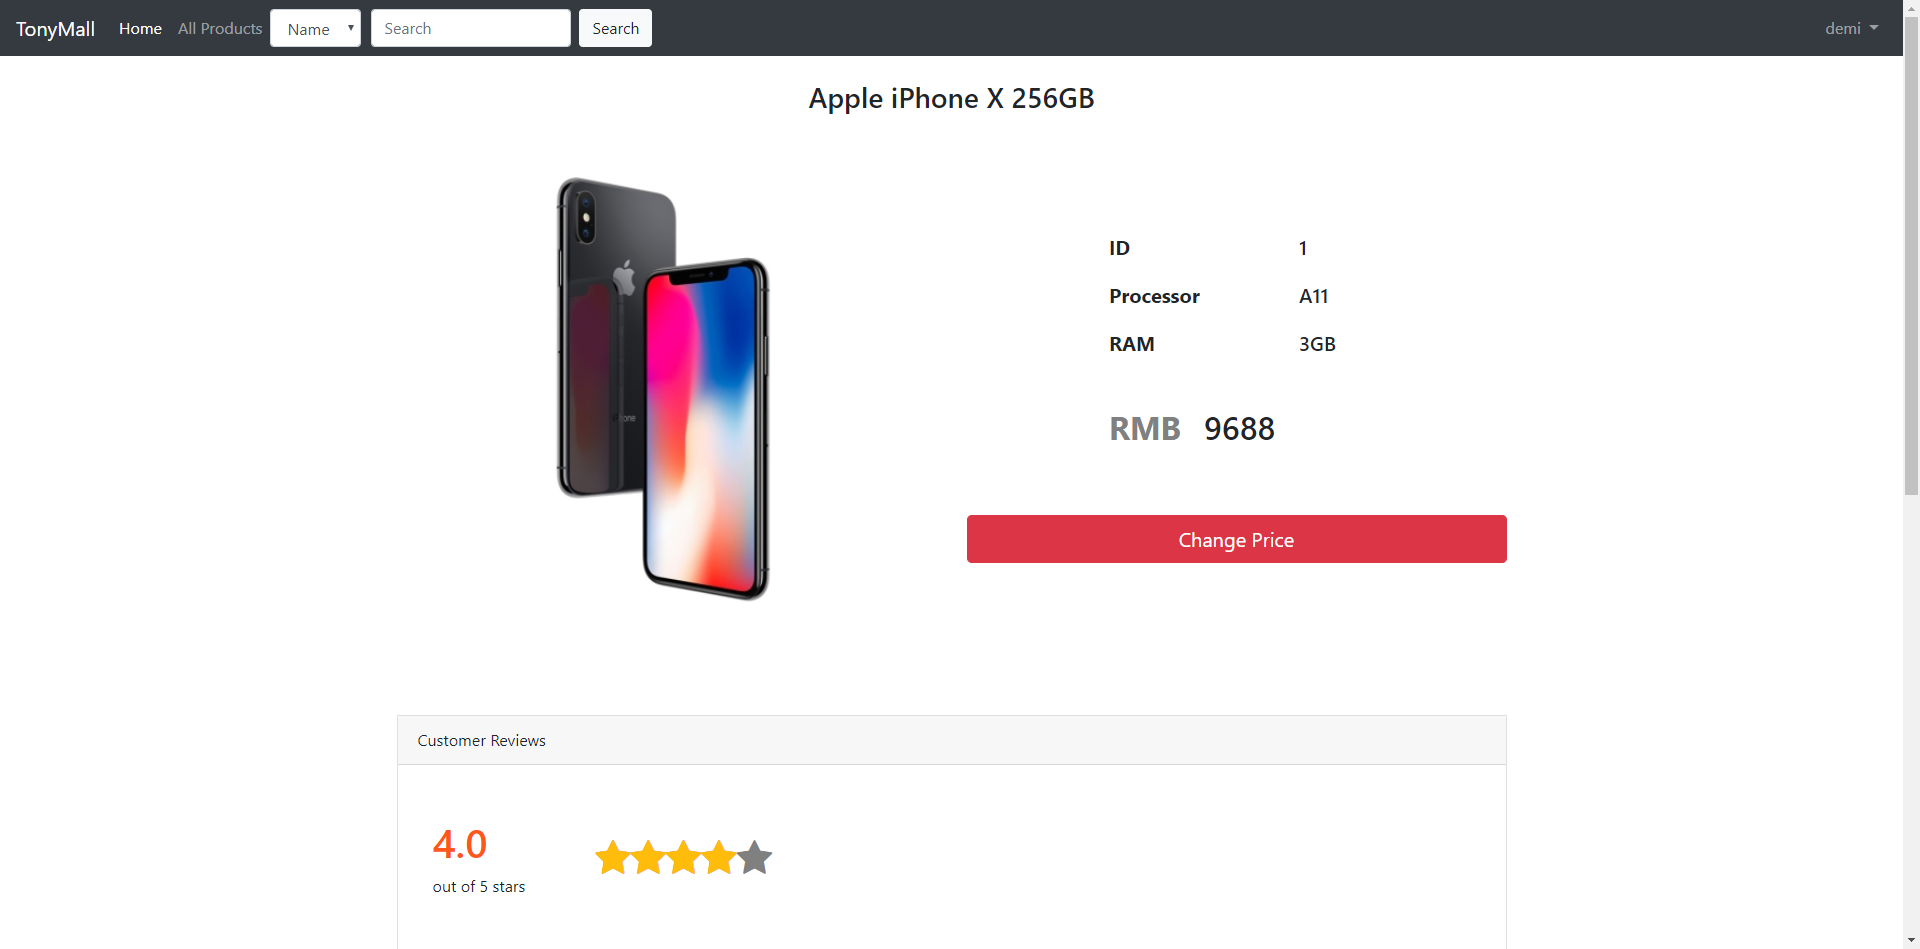 TonyMall Home All Products Name Search Search demi
Apple iPhone X 256GB
ID 1
Processor A11
RAM 3GB
RMB 9688
Change Price
Customer Reviews
4.0
out of 5 stars